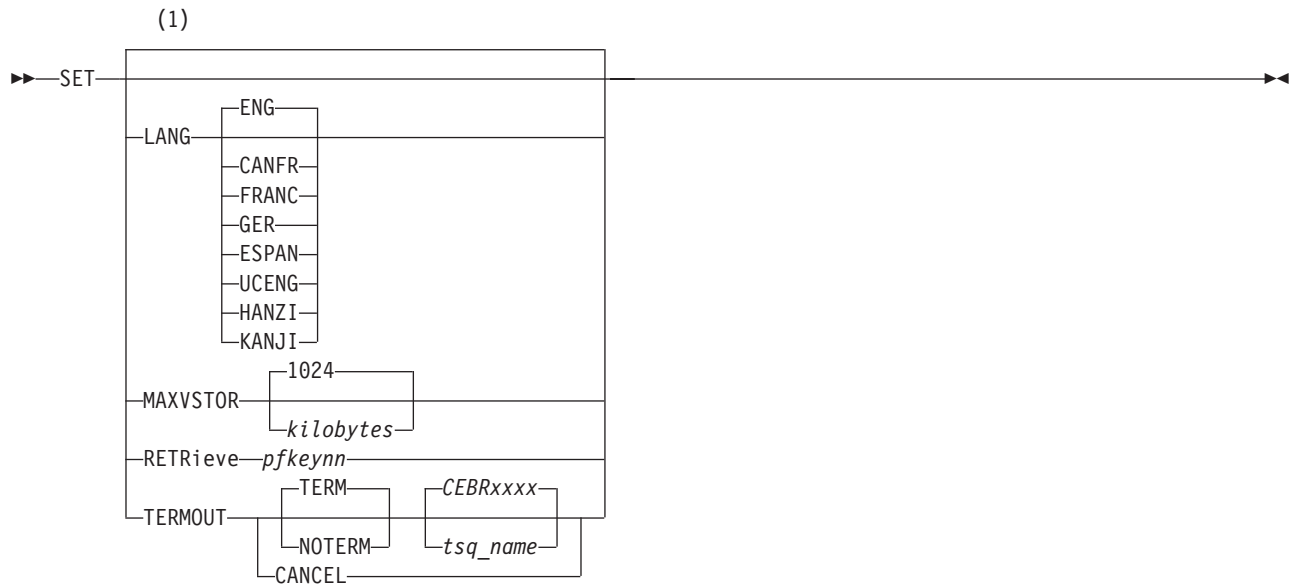 (1)
SET
ENG
LANG
CANFR
FRANC
GER
ESPAN
UCENG
HANZI
KANJI
1024
MAXVSTOR
kilobytes
RETRieve pfkeynn
TERM CEBRxxxx
TERMOUT
NOTERM tsq_name
CANCEL